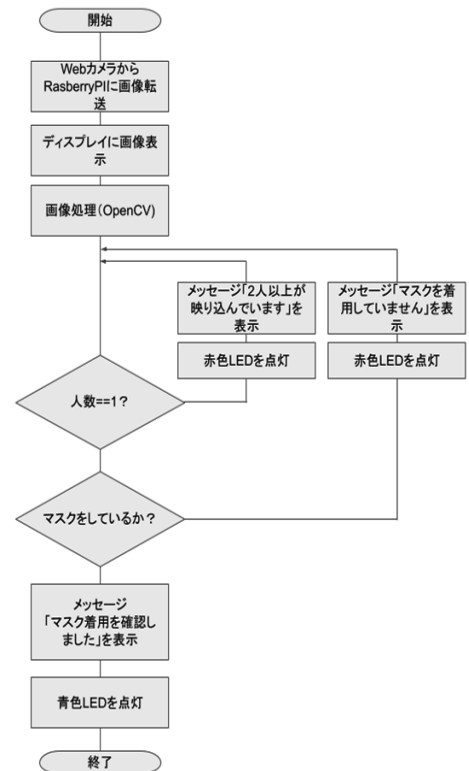 開始
Webカメラから
RasberryPIに画像転
送
ディスプレイに画像表
示
画像処理(OpenCV)
メッセージ「2人以上が
映り込んでいます」を
表示
メッセージ「マスクを着
用していません」を表
示
赤色LEDを点灯
赤色LEDを点灯
人数==1？
マスクをしているか？
メッセージ
「マスク着用を確認し
ました」を表示
青色LEDを点灯
終了